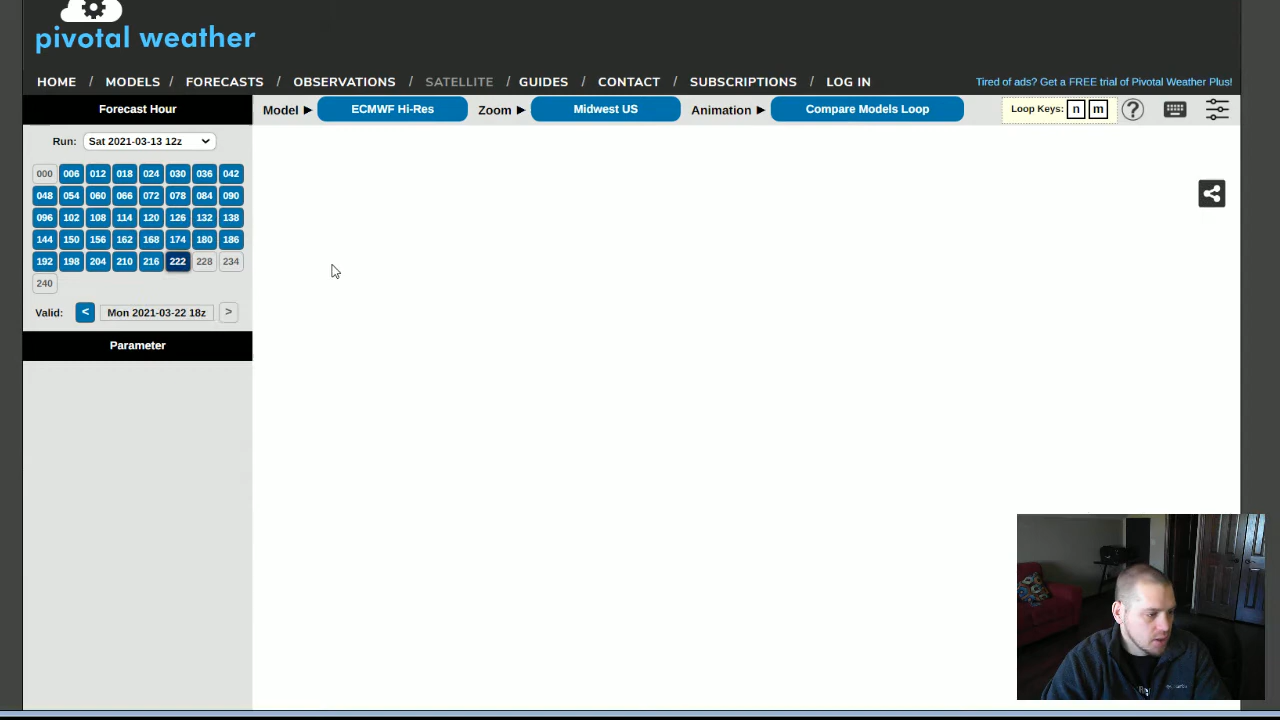 pivotal weather
HOME / MODELS / FORECASTS / OBSERVATIONS / SATELLITE / GUIDES / CONTACT / SUBSCRIPTIONS / LOG IN
Tired of ads? Get a FREE trial of Pivotal Weather Plus!
Forecast Hour
Model ▶ ECMWF Hi-Res Zoom ▶ Midwest US Animation ▶ Compare Models Loop
Loop Keys: n m ?
Run: Sat 2021-03-13 12z
000 006 012 018 024 030 036 042
048 054 060 066 072 078 084 090
096 102 108 114 120 126 132 138
144 150 156 162 168 174 180 186
192 198 204 210 216 222 228 234
240
Valid: < Mon 2021-03-22 18z >
Parameter